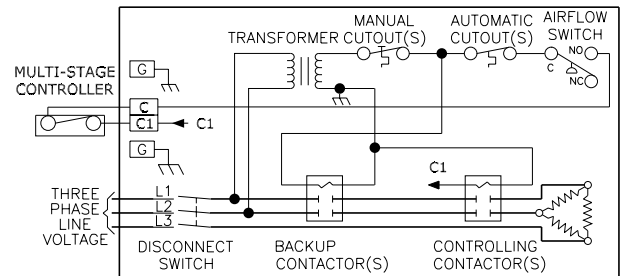 TRANSFORMER
MANUAL
CUTOUT(S)
AUTOMATIC
CUTOUT(S)
AIRFLOW
SWITCH
NO
C
NC
MULTI-STAGE
CONTROLLER
G
C
C1
C1
G
C1
THREE
PHASE
LINE
VOLTAGE
L1
L2
L3
DISCONNECT
SWITCH
BACKUP
CONTACTOR(S)
CONTROLLING
CONTACTOR(S)